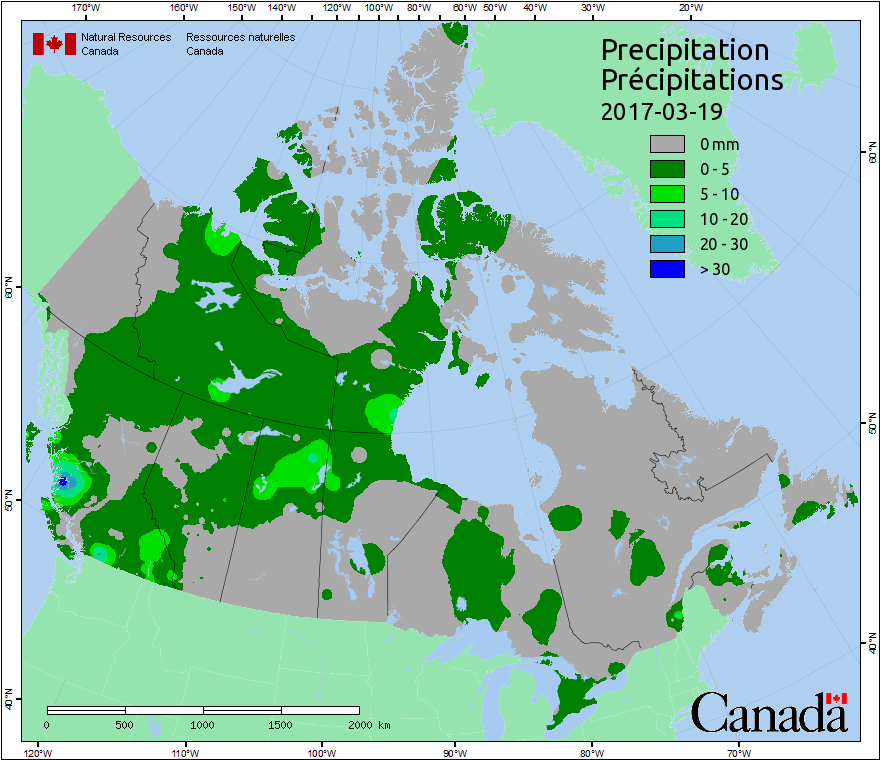 170°W 160°W 150°W 140°W 120°W 100°W 80°W 60°W 50°W 40°W 30°W 20°W
Natural Resources Canada
Ressources naturelles Canada
Precipitation
Précipitations
2017-03-19
0 mm
0 - 5
5 - 10
10 - 20
20 - 30
> 30
60°N
50°N
40°N
60°N
50°N
40°N
0 500 1000 1500 2000 km
Canada
120°W 110°W 100°W 90°W 80°W 70°W